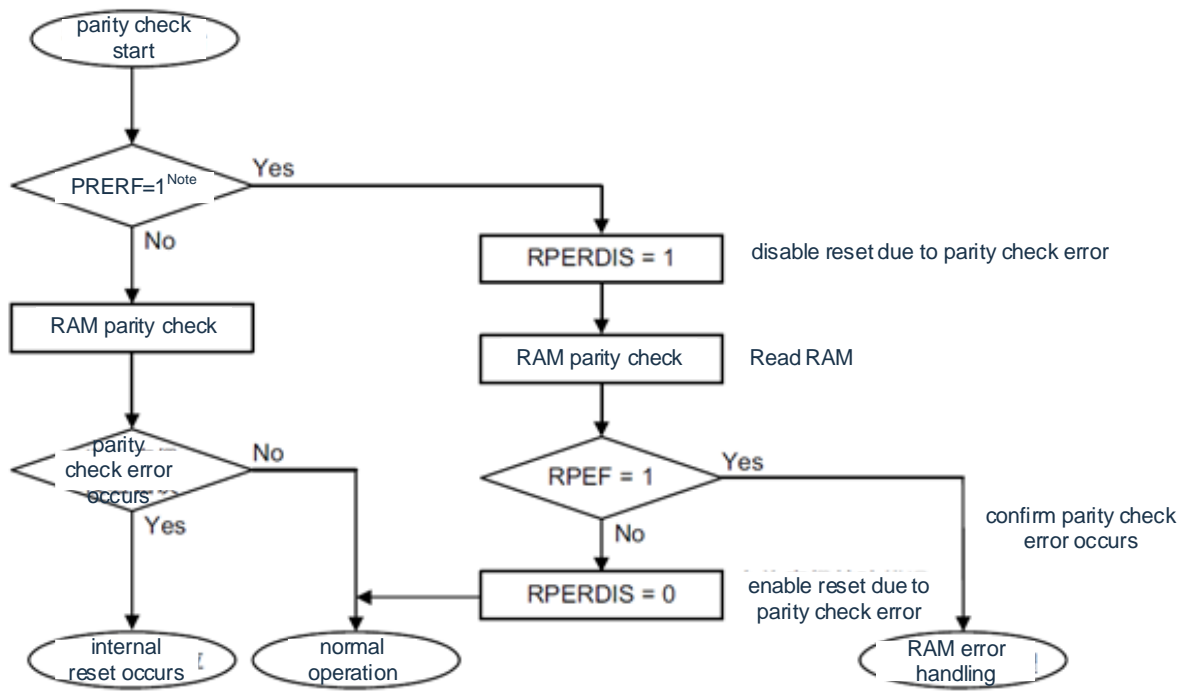 parity check
start
PRERF=1Note
Yes
No
RPERDIS = 1
disable reset due to parity check error
RAM parity check
RAM parity check
Read RAM
parity
check error
occurs
No
Yes
RPEF = 1
Yes
No
confirm parity check
error occurs
RPERDIS = 0
enable reset due to
parity check error
internal
reset occurs
normal
operation
RAM error
handling